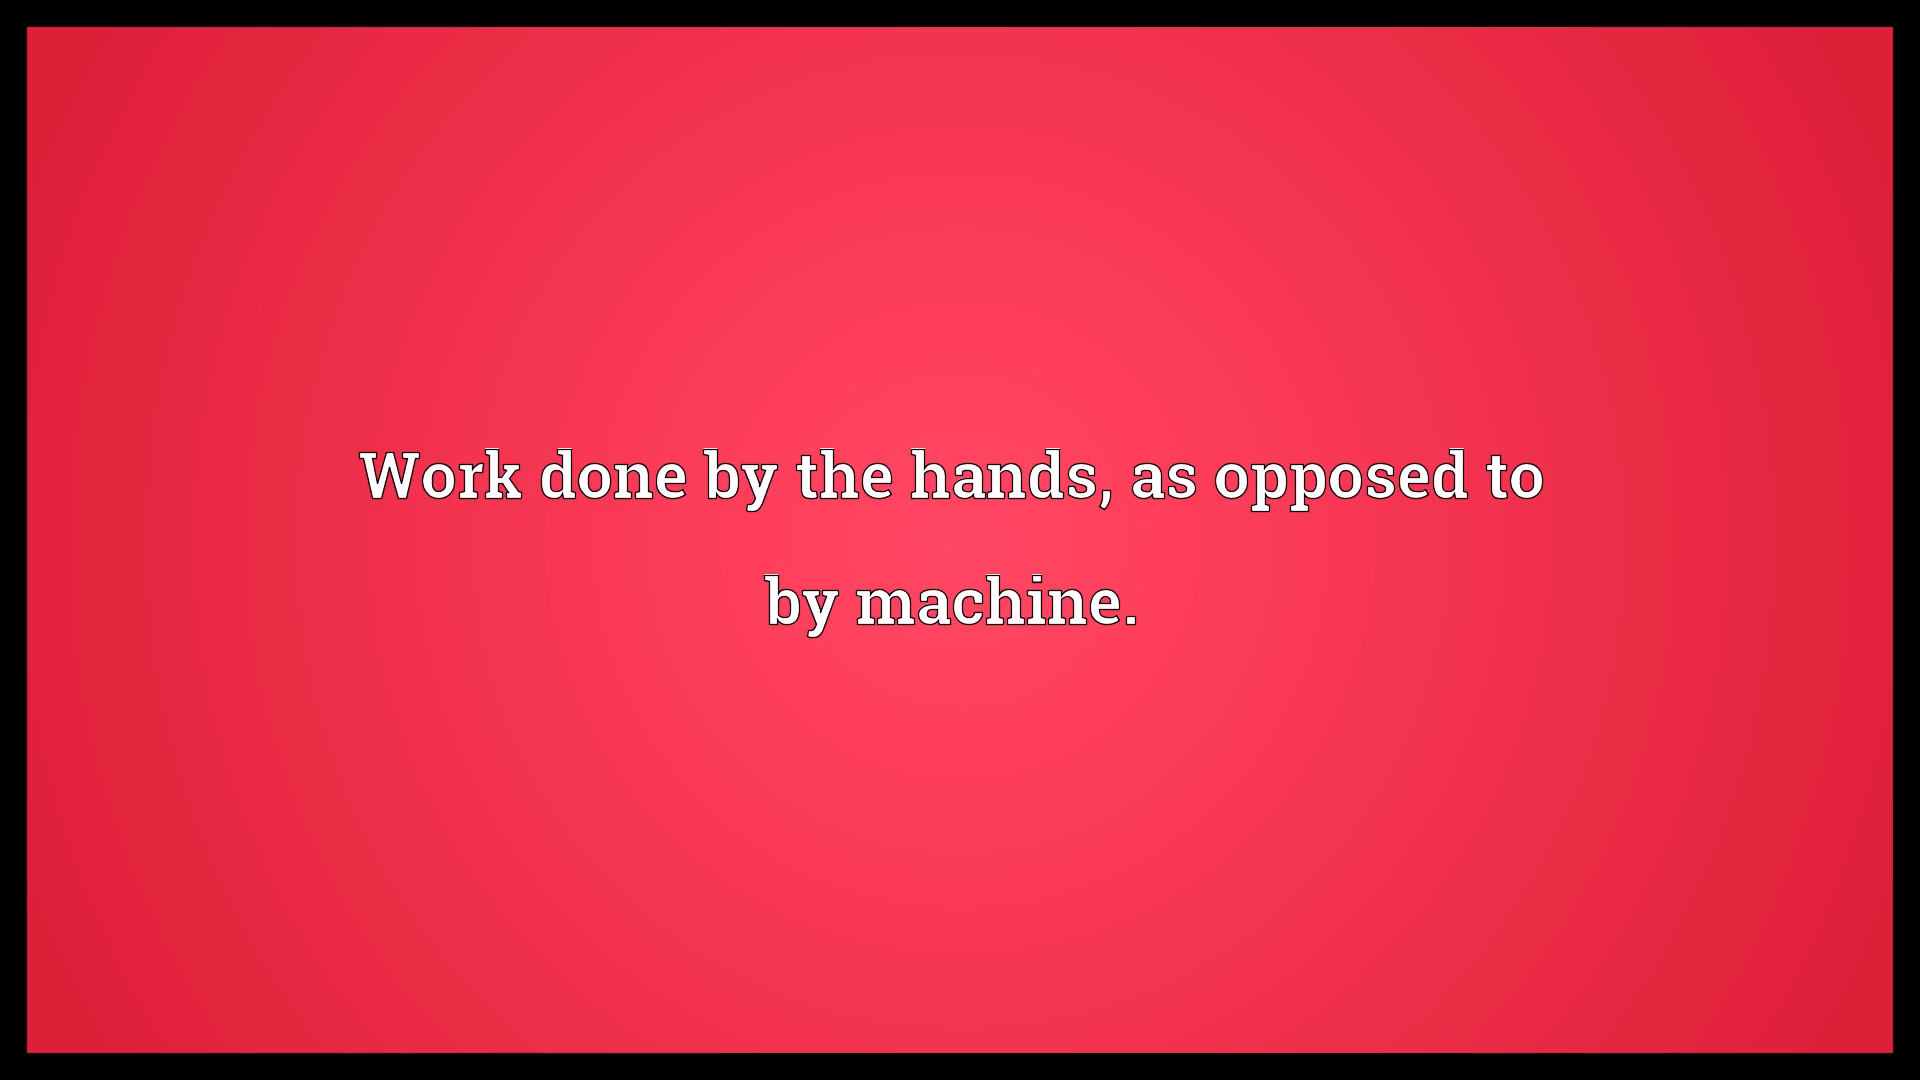 Work done by the hands, as opposed to
by machine.